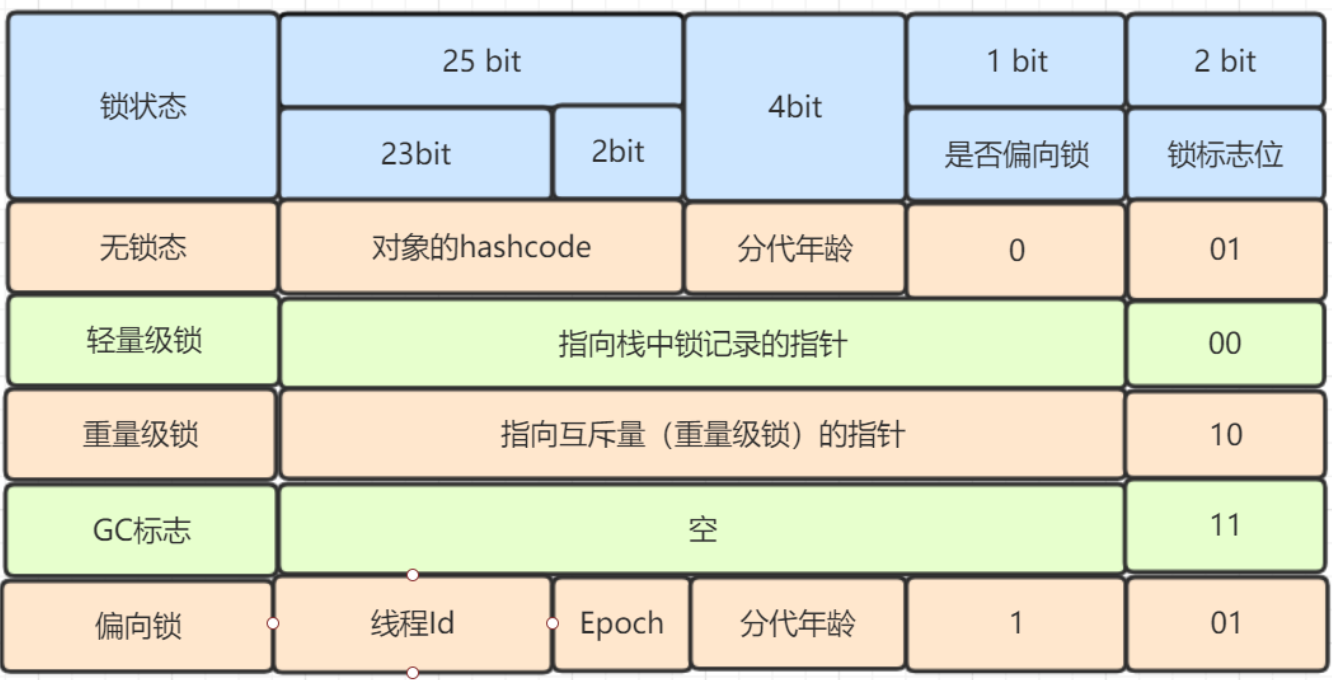 锁状态
25 bit
4bit
1 bit
2 bit
23bit
2bit
是否偏向锁
锁标志位
无锁态
对象的hashcode
分代年龄
0
01
轻量级锁
指向栈中锁记录的指针
00
重量级锁
指向互斥量（重量级锁）的指针
10
GC标志
空
11
偏向锁
线程Id
Epoch
分代年龄
1
01